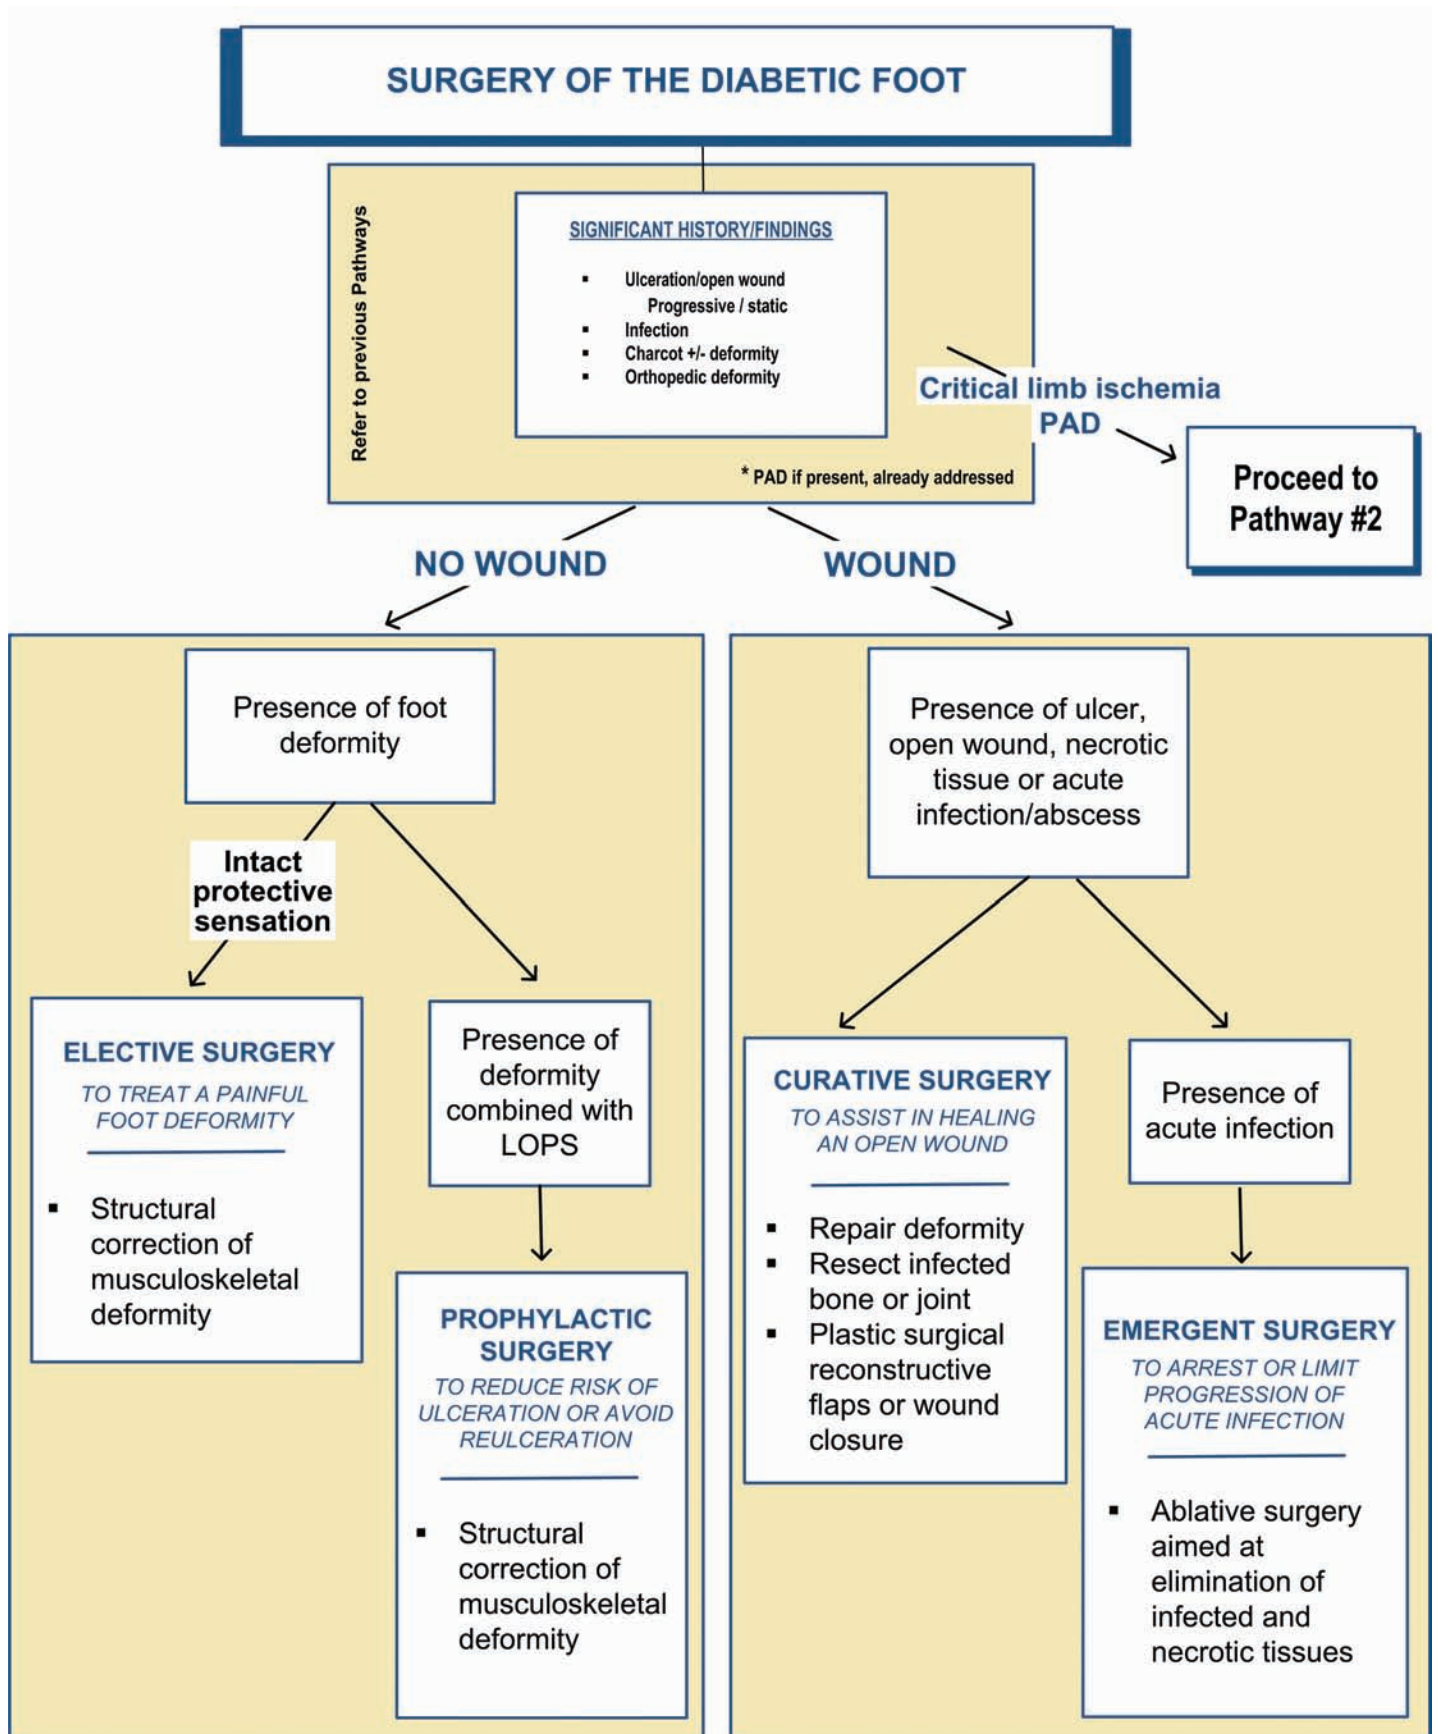 SURGERY OF THE DIABETIC FOOT
Refer to previous Pathways
SIGNIFICANT HISTORY/FINDINGS
▪ Ulceration/open wound
Progressive / static
▪ Infection
▪ Charcot +/- deformity
▪ Orthopedic deformity
* PAD if present, already addressed
Critical limb ischemia
PAD
Proceed to
Pathway #2
NO WOUND
WOUND
Presence of foot
deformity
Intact
protective
sensation
ELECTIVE SURGERY
TO TREAT A PAINFUL
FOOT DEFORMITY
▪ Structural
correction of
musculoskeletal
deformity
Presence of
deformity
combined with
LOPS
PROPHYLACTIC
SURGERY
TO REDUCE RISK OF
ULCERATION OR AVOID
REULCERATION
▪ Structural
correction of
musculoskeletal
deformity
Presence of ulcer,
open wound, necrotic
tissue or acute
infection/abscess
CURATIVE SURGERY
TO ASSIST IN HEALING
AN OPEN WOUND
▪ Repair deformity
▪ Resect infected
bone or joint
▪ Plastic surgical
reconstructive
flaps or wound
closure
Presence of
acute infection
EMERGENT SURGERY
TO ARREST OR LIMIT
PROGRESSION OF
ACUTE INFECTION
▪ Ablative surgery
aimed at
elimination of
infected and
necrotic tissues